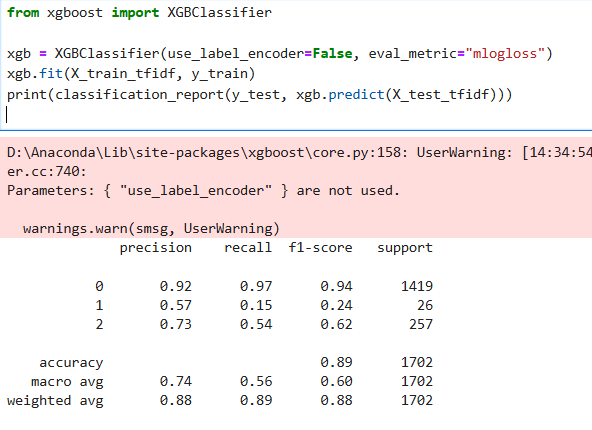 from xgboost import XGBClassifier
xgb = XGBClassifier(use_label_encoder=False, eval_metric="mlogloss")
xgb.fit(X_train_tfidf, y_train)
print(classification_report(y_test, xgb.predict(X_test_tfidf)))
D:\Anaconda\Lib\site-packages\xgboost\core.py:158: UserWarning: [14:34:54
er.cc:740:
Parameters: { "use_label_encoder" } are not used.
warnings.warn(smsg, UserWarning)
precision recall f1-score support
0 0.92 0.97 0.94 1419
1 0.57 0.15 0.24 26
2 0.73 0.54 0.62 257
accuracy 0.89 1702
macro avg 0.74 0.56 0.60 1702
weighted avg 0.88 0.89 0.88 1702